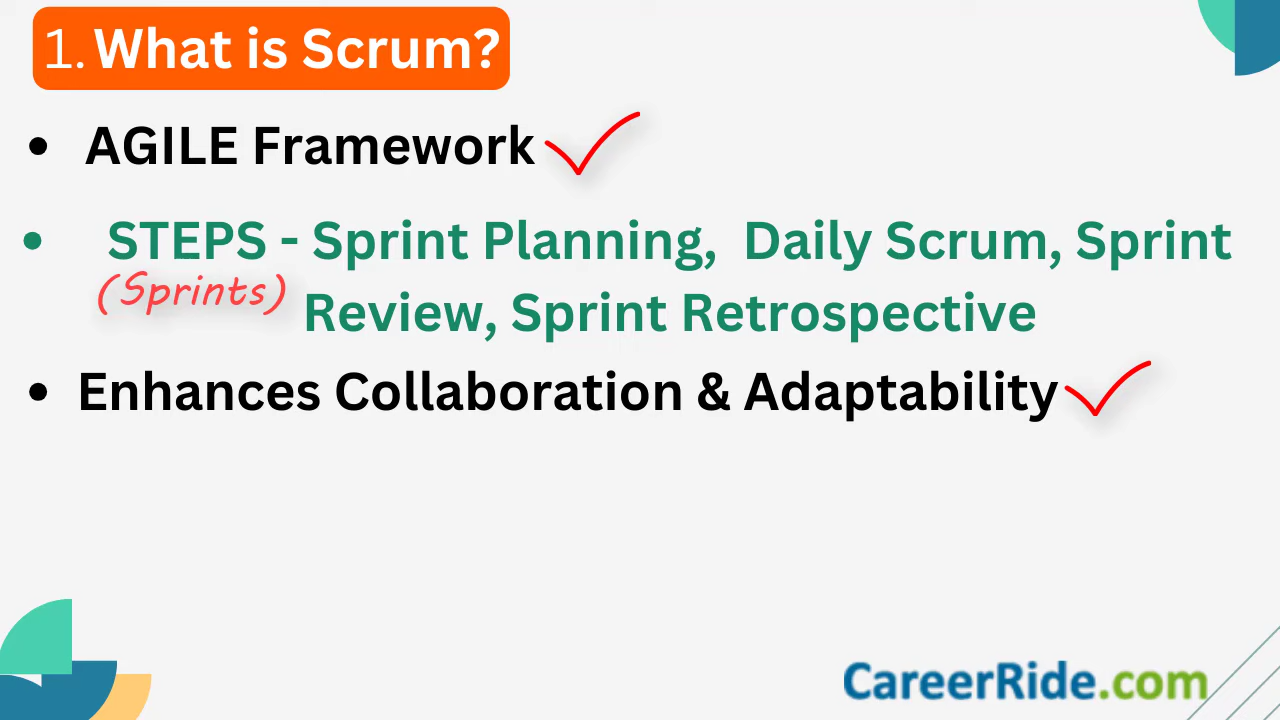 1. What is Scrum?
• AGILE Framework
• STEPS - Sprint Planning, Daily Scrum, Sprint
(Sprints) Review, Sprint Retrospective
• Enhances Collaboration & Adaptability
CareerRide.com